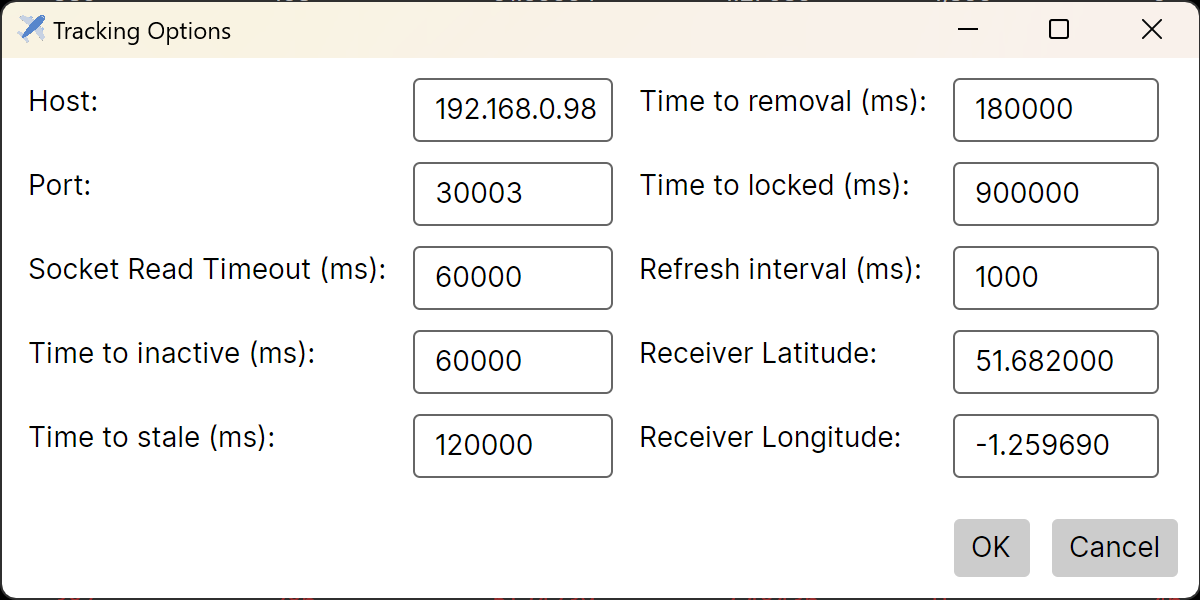 Tracking Options
Host: 192.168.0.98 Time to removal (ms): 180000
Port: 30003 Time to locked (ms): 900000
Socket Read Timeout (ms): 60000 Refresh interval (ms): 1000
Time to inactive (ms): 60000 Receiver Latitude: 51.682000
Time to stale (ms): 120000 Receiver Longitude: -1.259690
OK Cancel